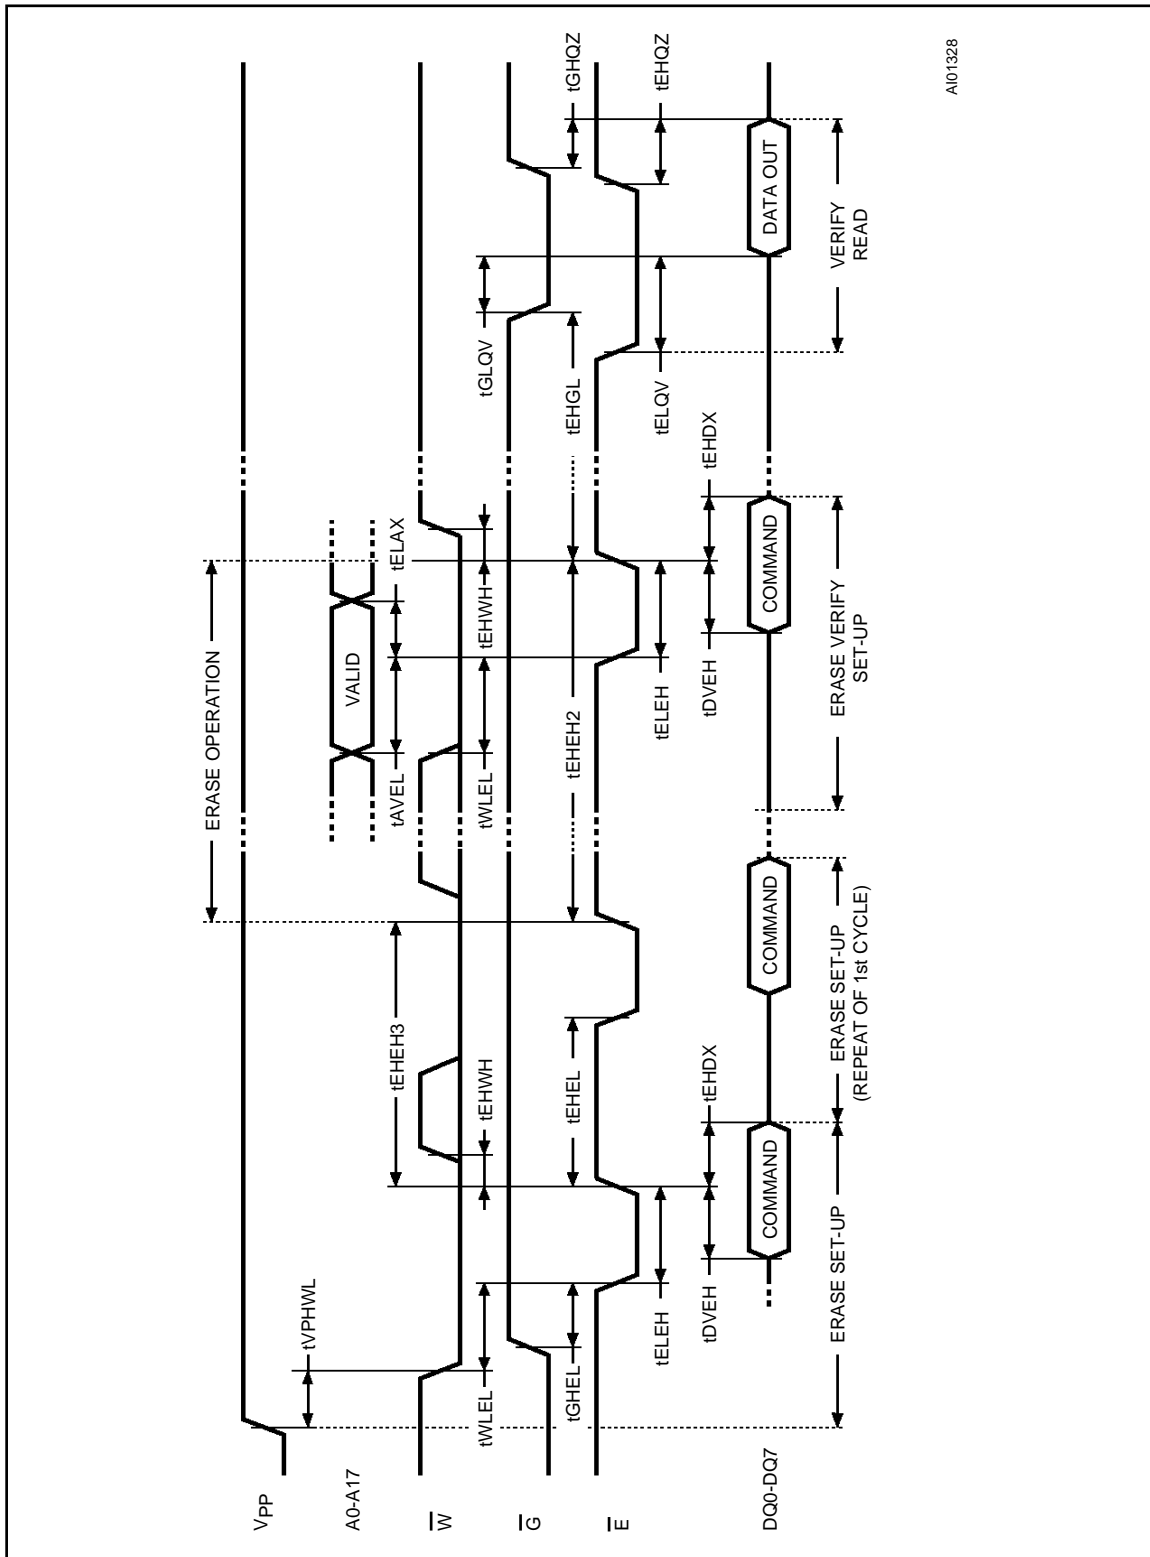 VPP
tVPHWL
ERASE OPERATION
A0-A17
VALID
tAVEL
tELAX
tEHEH3
W
tWLEL
tEHWH
tWLEL
tEHWH
tGLQV
G
tGHEL
tEHEL
tEHEH2
tEHGL
tGHQZ
E
tELEH
tELEH
tELQV
tEHQZ
tDVEH
tEHDX
tDVEH
tEHDX
DQ0-DQ7
COMMAND
COMMAND
COMMAND
DATA OUT
ERASE SET-UP
ERASE SET-UP
(REPEAT OF 1st CYCLE)
ERASE VERIFY
SET-UP
VERIFY
READ
AI01328